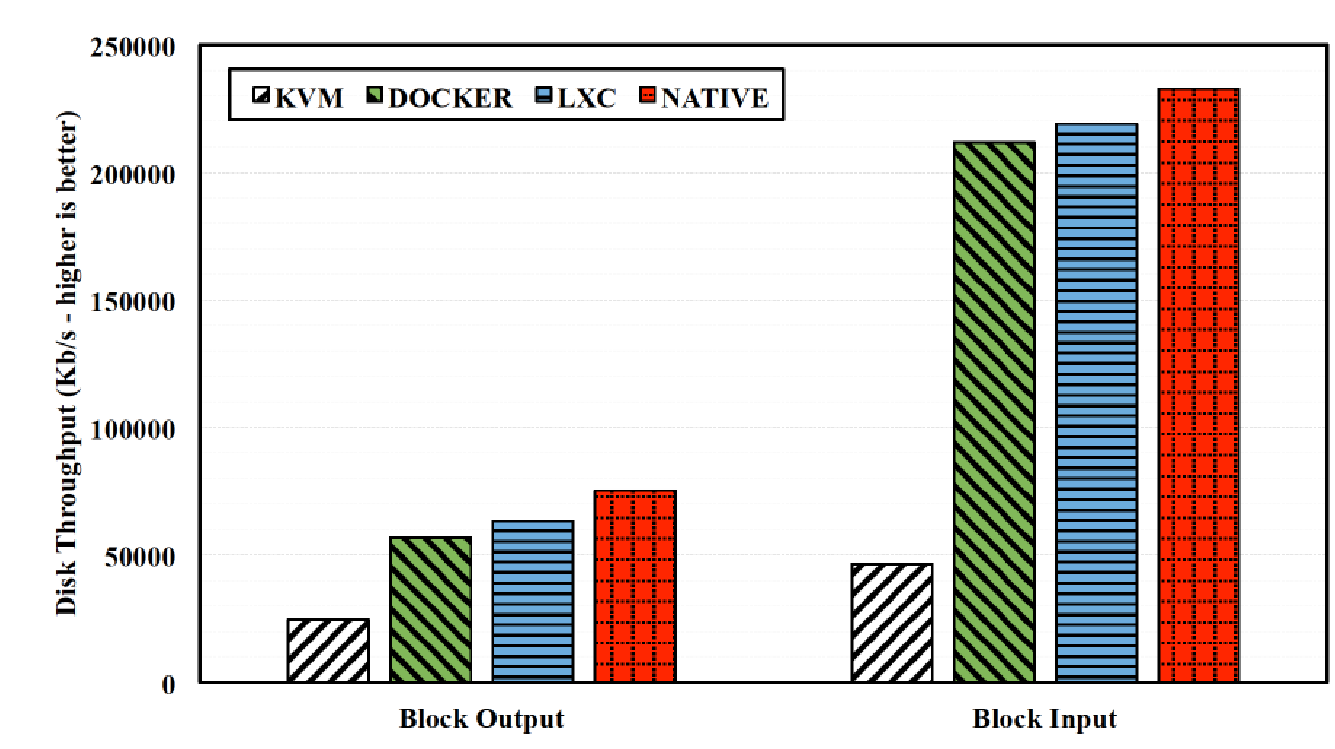 Disk Throughput (Kb/s - higher is better)
250000
200000
150000
100000
50000
0
KVM DOCKER LXC NATIVE
Block Output Block Input